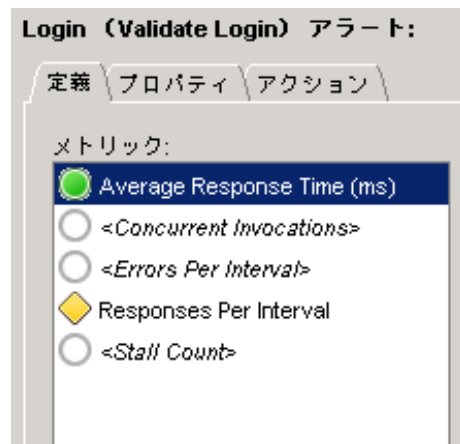 Login （Validate Login） アラート:
定義 プロパティ アクション
メトリック:
Average Response Time (ms)
<Concurrent Invocations>
<Errors Per Interval>
Responses Per Interval
<Stall Count>